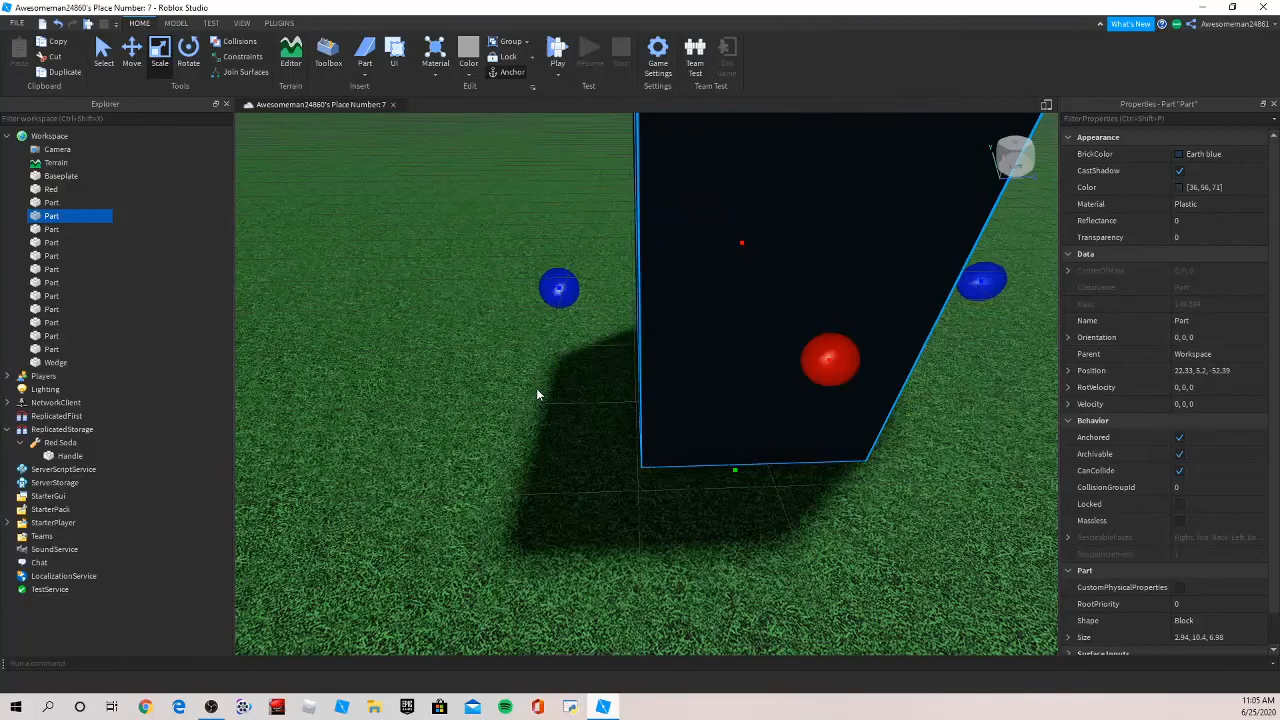 Awesomeman24860's Place Number: 7 - Roblox Studio
FILE HOME MODEL TEST VIEW PLUGINS What's New Awesomeman24861
Paste Copy Cut Duplicate Select Move Scale Rotate Collisions Constraints Join Surfaces Editor Toolbox Part UI Material Color Group Lock Anchor Play Resume Stop Game Settings Team Test Exit Game
Clipboard Tools Terrain Insert Edit Test Settings Team Test
Explorer
Awesomeman24860's Place Number: 7
Properties - Part "Part"
Filter workspace (Ctrl+Shift+X)
Workspace
Camera
Terrain
Baseplate
Red
Part
Part
Part
Part
Part
Part
Part
Part
Part
Part
Part
Part
Wedge
Players
Lighting
NetworkClient
ReplicatedFirst
ReplicatedStorage
Red Soda
Handle
ServerScriptService
ServerStorage
StarterGui
StarterPack
StarterPlayer
Teams
SoundService
Chat
LocalizationService
TestService
Left
Filter Properties (Ctrl+Shift+P)
Appearance
BrickColor Earth blue
CastShadow
Color [36,56,71]
Material Plastic
Reflectance 0
Transparency 0
Data
CenterOfMass 0, 0, 0
ClassName Part
Mass
Name Part
Orientation 0, 0, 0
Parent Workspace
Position 22.33, 5.2, -52.39
RotVelocity 0, 0, 0
Velocity 0, 0, 0
Behavior
Anchored
Archivable
CanCollide
CollisionGroupId 0
Locked
Massless
ResizeableFaces Right, Top, Back, Left, Bo...
ResizeIncrement 1
Part
CustomPhysicalProperties
RootPriority 0
Shape Block
Size 2.94, 10.4, 6.98
SurfaceInputs
Run a command
EPIC GAMES
11:05 AM
6/25/2020